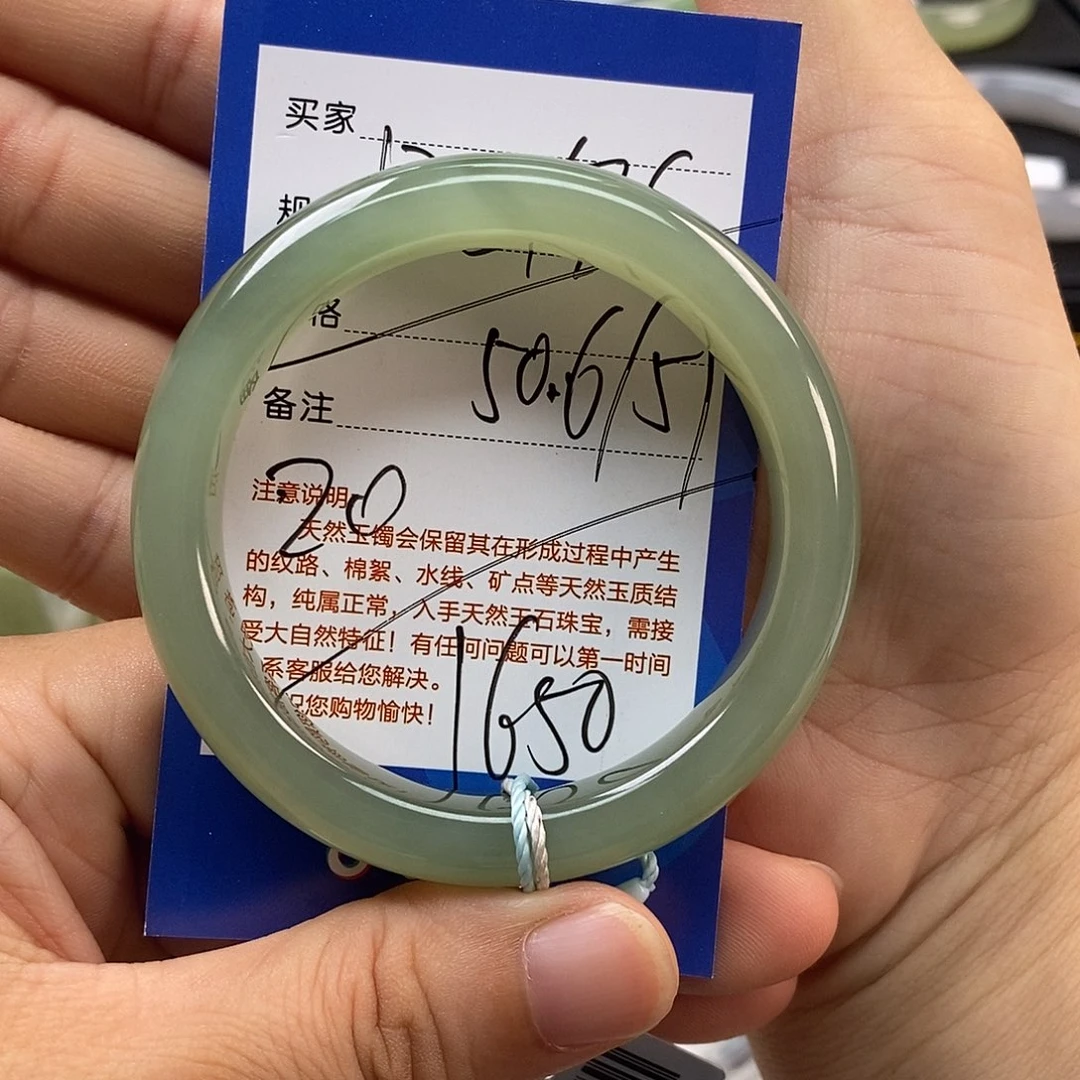 买家
规
格
50.6/51
备注
20
注意说明
天然玉镯会保留其在形成过程中产生
的纹路、棉絮、水线、矿点等天然玉质结
构，纯属正常，入手天然玉石珠宝，需接
受大自然特征！有任何问题可以第一时间
系客服给您解决。
祝您购物愉快！
1650